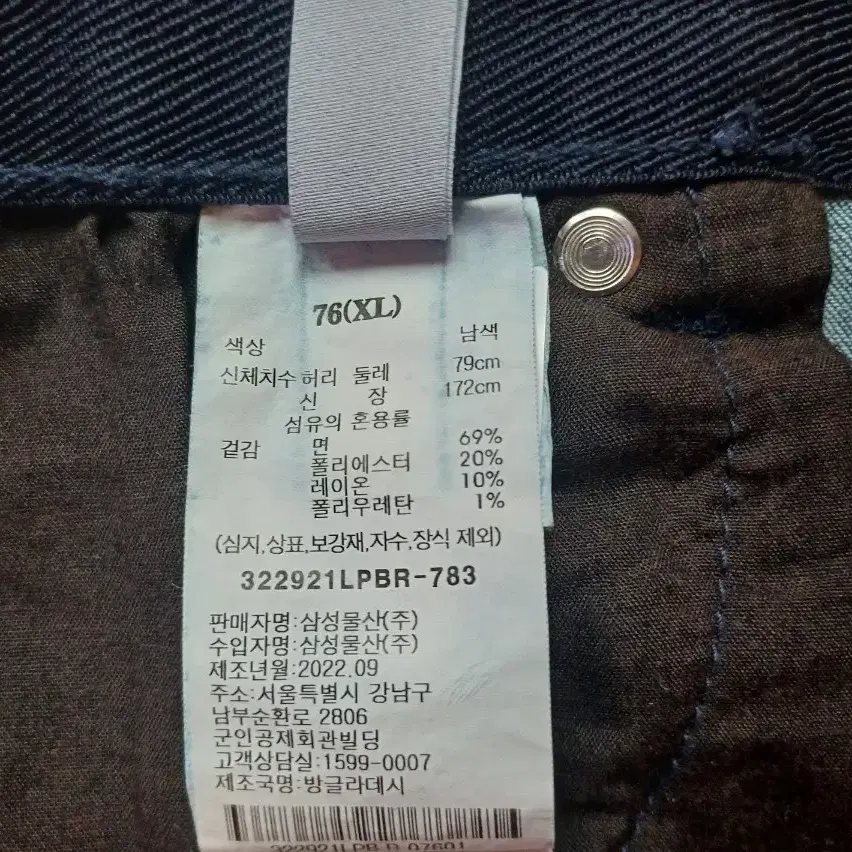 76(XL)
색상 남색
신체치수 허리 둘레 79cm
신 장 172cm
섬유의 혼용률
겉감 면 69%
폴리에스터 20%
레이온 10%
폴리우레탄 1%
(심지,상표,보강재,자수,장식 제외)
322921LPBR-783
판매자명:삼성물산(주)
수입자명:삼성물산(주)
제조년월:2022.09
주소:서울특별시 강남구
남부순환로 2806
군인공제회관빌딩
고객상담실:1599-0007
제조국명:방글라데시
322921LPB R 07601